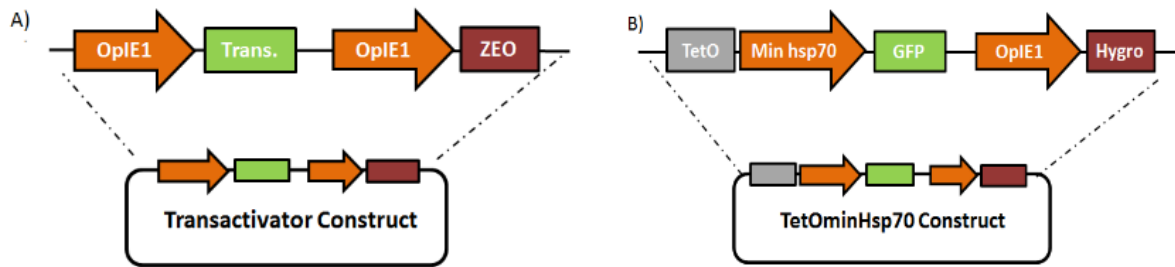 A)
OpIE1 Trans. OpIE1 ZEO
Transactivator Construct
B)
TetO Min hsp70 GFP OpIE1 Hygro
TetOminHsp70 Construct